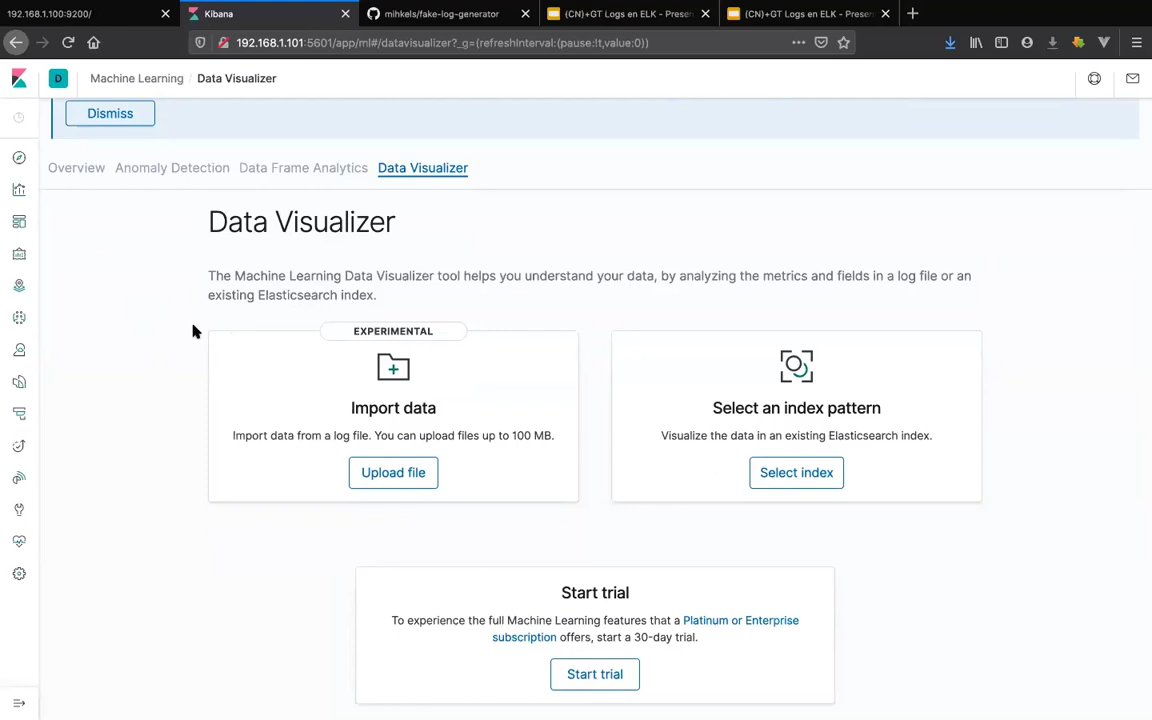 192.168.1.100:9200/
Kibana
mihkels/fake-log-generator
(CN)+GT Logs en ELK - Presen
(CN)+GT Logs en ELK - Presen
192.168.1.101:5601/app/ml#/datavisualizer?_g=(refreshInterval:(pause:!t,value:0))
D
Machine Learning / Data Visualizer
Dismiss
Overview Anomaly Detection Data Frame Analytics Data Visualizer
Data Visualizer
The Machine Learning Data Visualizer tool helps you understand your data, by analyzing the metrics and fields in a log file or an
existing Elasticsearch index.
EXPERIMENTAL
Import data
Import data from a log file. You can upload files up to 100 MB.
Upload file
Select an index pattern
Visualize the data in an existing Elasticsearch index.
Select index
Start trial
To experience the full Machine Learning features that a Platinum or Enterprise
subscription offers, start a 30-day trial.
Start trial